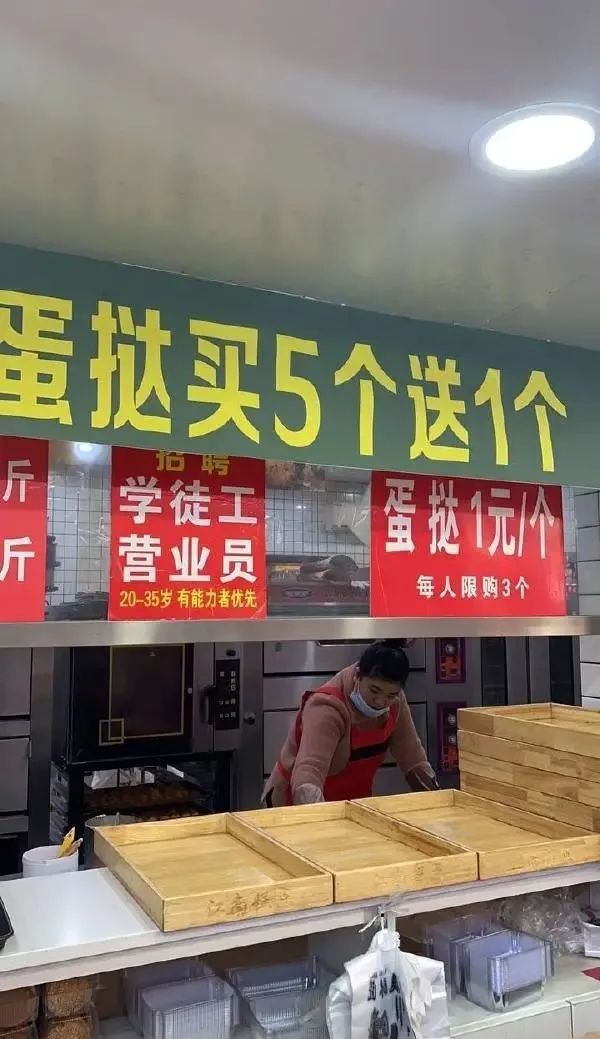 蛋挞买5个送1个
斤
斤
招聘
学徒工
营业员
20-35岁 有能力者优先
蛋挞1元/个
每人限购3个